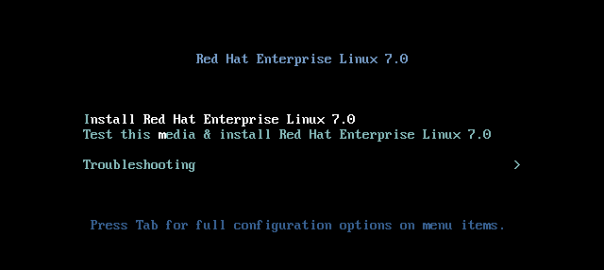 Red Hat Enterprise Linux 7.0
Install Red Hat Enterprise Linux 7.0
Test this media & install Red Hat Enterprise Linux 7.0
Troubleshooting >
Press Tab for full configuration options on menu items.